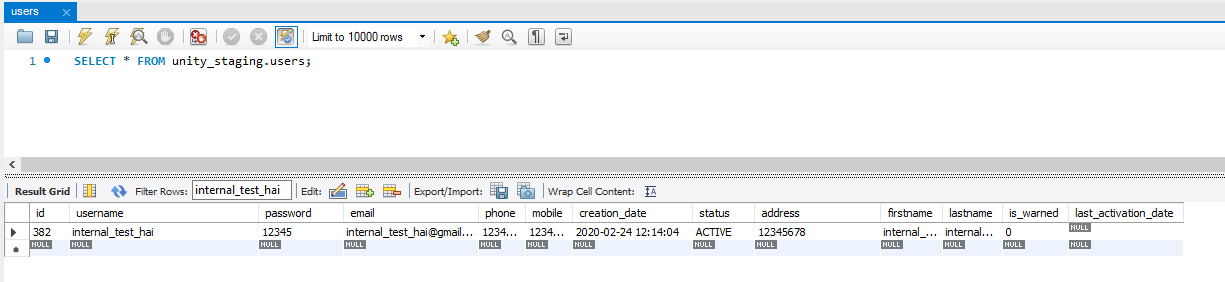 users
Limit to 10000 rows
1 SELECT * FROM unity_staging.users;
Result Grid Filter Rows: internal_test_hai Edit: Export/Import: Wrap Cell Content:
id username password email phone mobile creation_date status address firstname lastname is_warned last_activation_date
382 internal_test_hai 12345 internal_test_hai@gmail... 1234... 1234... 2020-02-24 12:14:04 ACTIVE 12345678 internal_... internal... 0 NULL
NULL NULL NULL NULL NULL NULL NULL NULL NULL NULL NULL NULL NULL